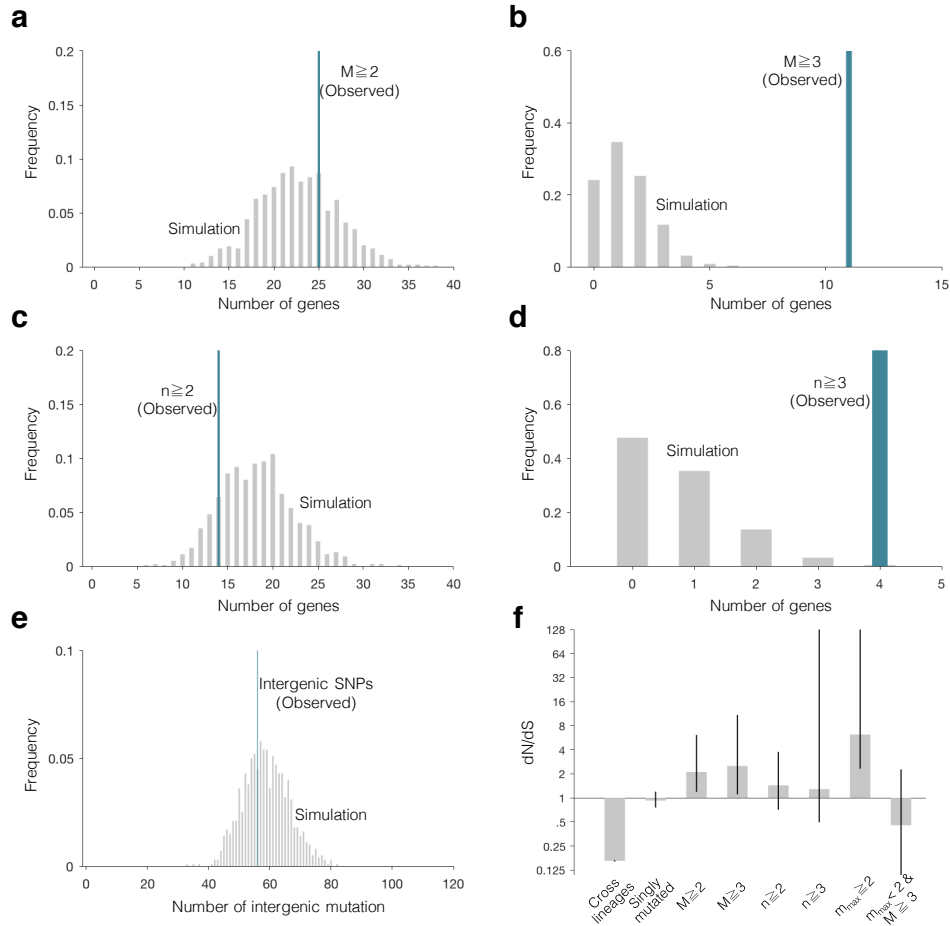 a
0.2
0.15
0.1
0.05
0
Frequency
M≧2
(Observed)
Simulation
0 5 10 15 20 25 30 35 40
Number of genes
b
0.6
0.4
0.2
0
Frequency
M≧3
(Observed)
Simulation
0 5 10 15
Number of genes
c
0.2
0.15
0.1
0.05
0
Frequency
n≧2
(Observed)
Simulation
0 5 10 15 20 25 30 35 40
Number of genes
d
0.8
0.6
0.4
0.2
0
Frequency
n≧3
(Observed)
Simulation
0 1 2 3 4 5
Number of genes
e
0.1
0.05
0
Frequency
Intergenic SNPs
(Observed)
Simulation
0 20 40 60 80 100 120
Number of intergenic mutation
f
128
64
32
16
8
4
2
1
.5
0.25
0.125
dN/dS
Cross
lineages
Singly
mutated
M≧2
M≧3
n≧2
n≧3
mmax≧2
mmax<2 &
M≧3